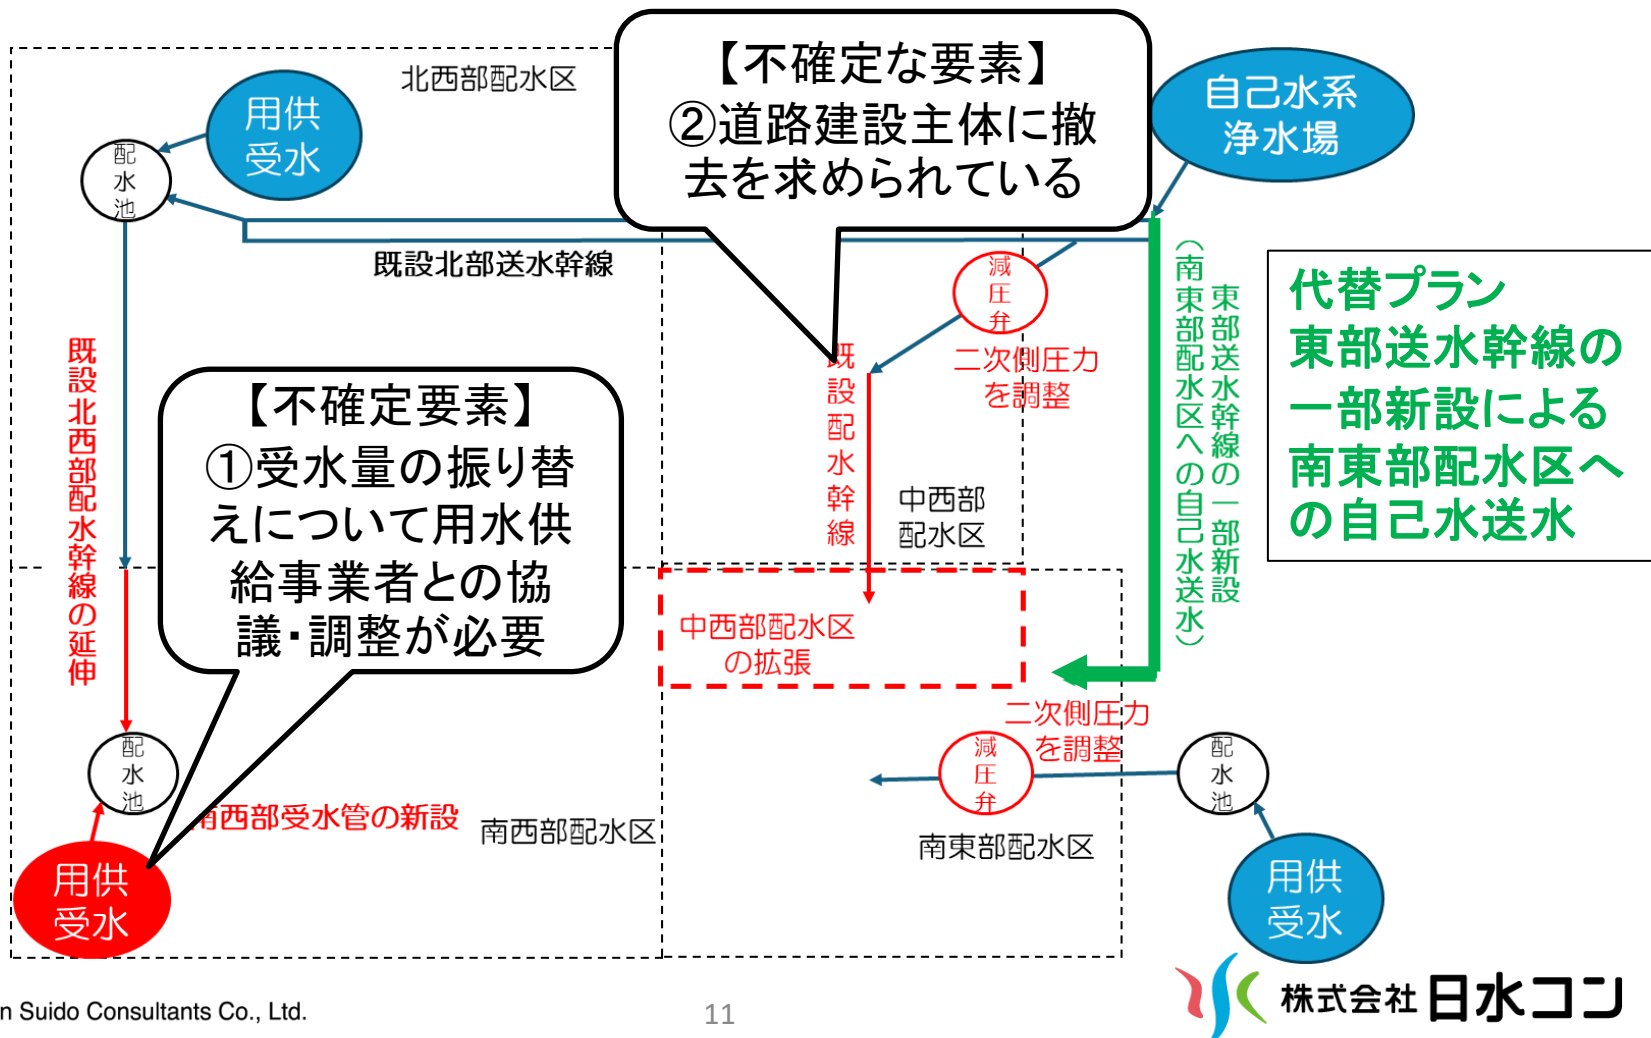 【不確定な要素】
②道路建設主体に撤
去を求められている
北西部配水区
用供
受水
自己水系
浄水場
配
水
池
既設北部送水幹線
減
圧
弁
二次側圧力
を調整
東部送水幹線の一部新設
（南東部配水区への自己水送水）
代替プラン
東部送水幹線の
一部新設による
南東部配水区へ
の自己水送水
既設北西部配水幹線の延伸
【不確定要素】
①受水量の振り替
えについて用水供
給事業者との協
議・調整が必要
既設配水幹線
中西部
配水区
中西部配水区
の拡張
二次側圧力
を調整
配
水
池
減
圧
弁
配
水
池
南西部受水管の新設
南西部配水区
南東部配水区
用供
受水
用供
受水
n Suido Consultants Co., Ltd.
11
株式会社 日水コン